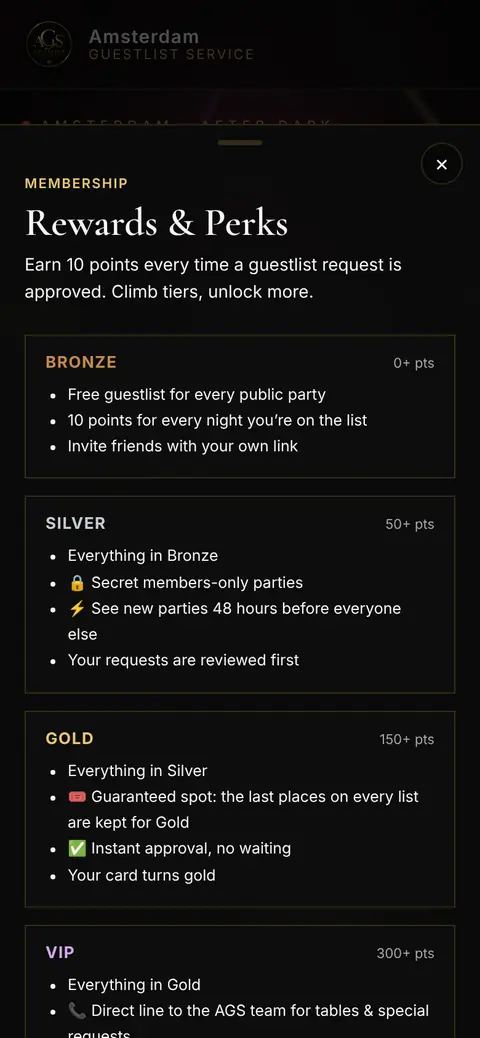 AGS
Amsterdam
GUESTLIST SERVICE
AMSTERDAM AFTER DARK
×
MEMBERSHIP
Rewards & Perks
Earn 10 points every time a guestlist request is
approved. Climb tiers, unlock more.
BRONZE 0+ pts
• Free guestlist for every public party
• 10 points for every night you’re on the list
• Invite friends with your own link
SILVER 50+ pts
• Everything in Bronze
• 🔒 Secret members-only parties
• ⚡ See new parties 48 hours before everyone
else
• Your requests are reviewed first
GOLD 150+ pts
• Everything in Silver
• 🎟️ Guaranteed spot: the last places on every list
are kept for Gold
• ✅ Instant approval, no waiting
• Your card turns gold
VIP 300+ pts
• Everything in Gold
• 📞 Direct line to the AGS team for tables & special
requests